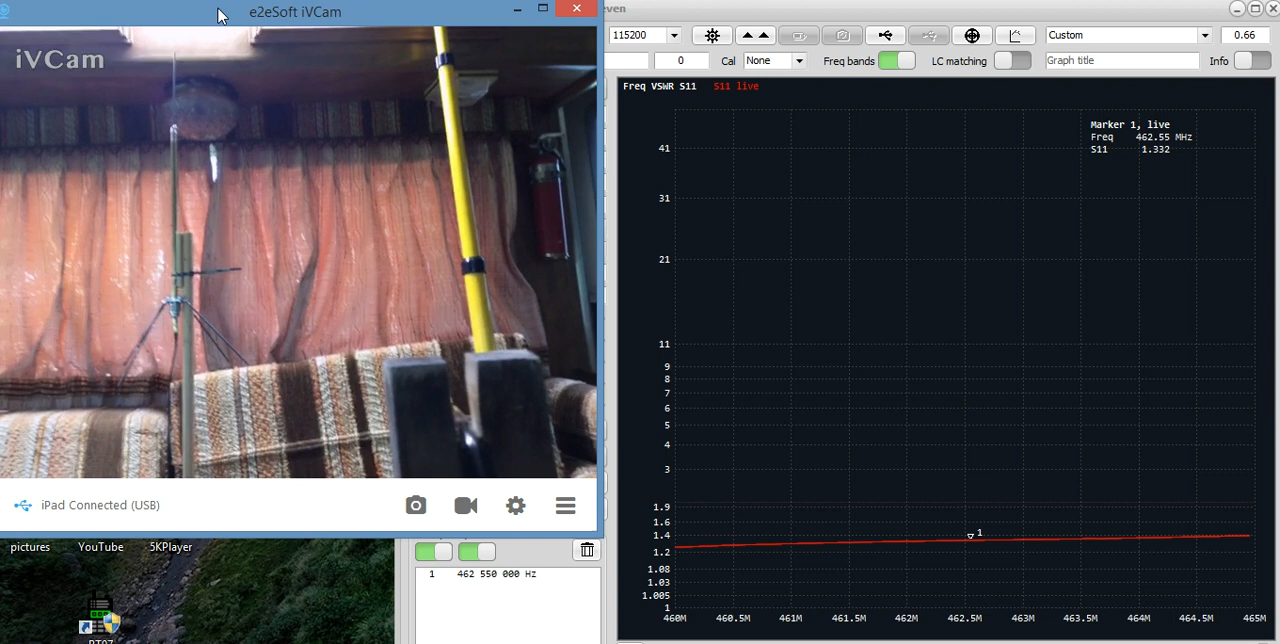 e2eSoft iVCam
iVCam
iPad Connected (USB)
pictures
YouTube
5KPlayer
1 462 550 000 Hz
115200
Custom
0.66
0
Cal
None
Freq bands
LC matching
Graph title
Info
Freq VSWR S11 S11 live
Marker 1, live
Freq 462.55 MHz
S11 1.332
41
31
21
11
9
8
7
6
5
4
3
1.9
1.6
1.4
1.2
1.08
1.03
1.005
1
1
460M 460.5M 461M 461.5M 462M 462.5M 463M 463.5M 464M 464.5M 465M